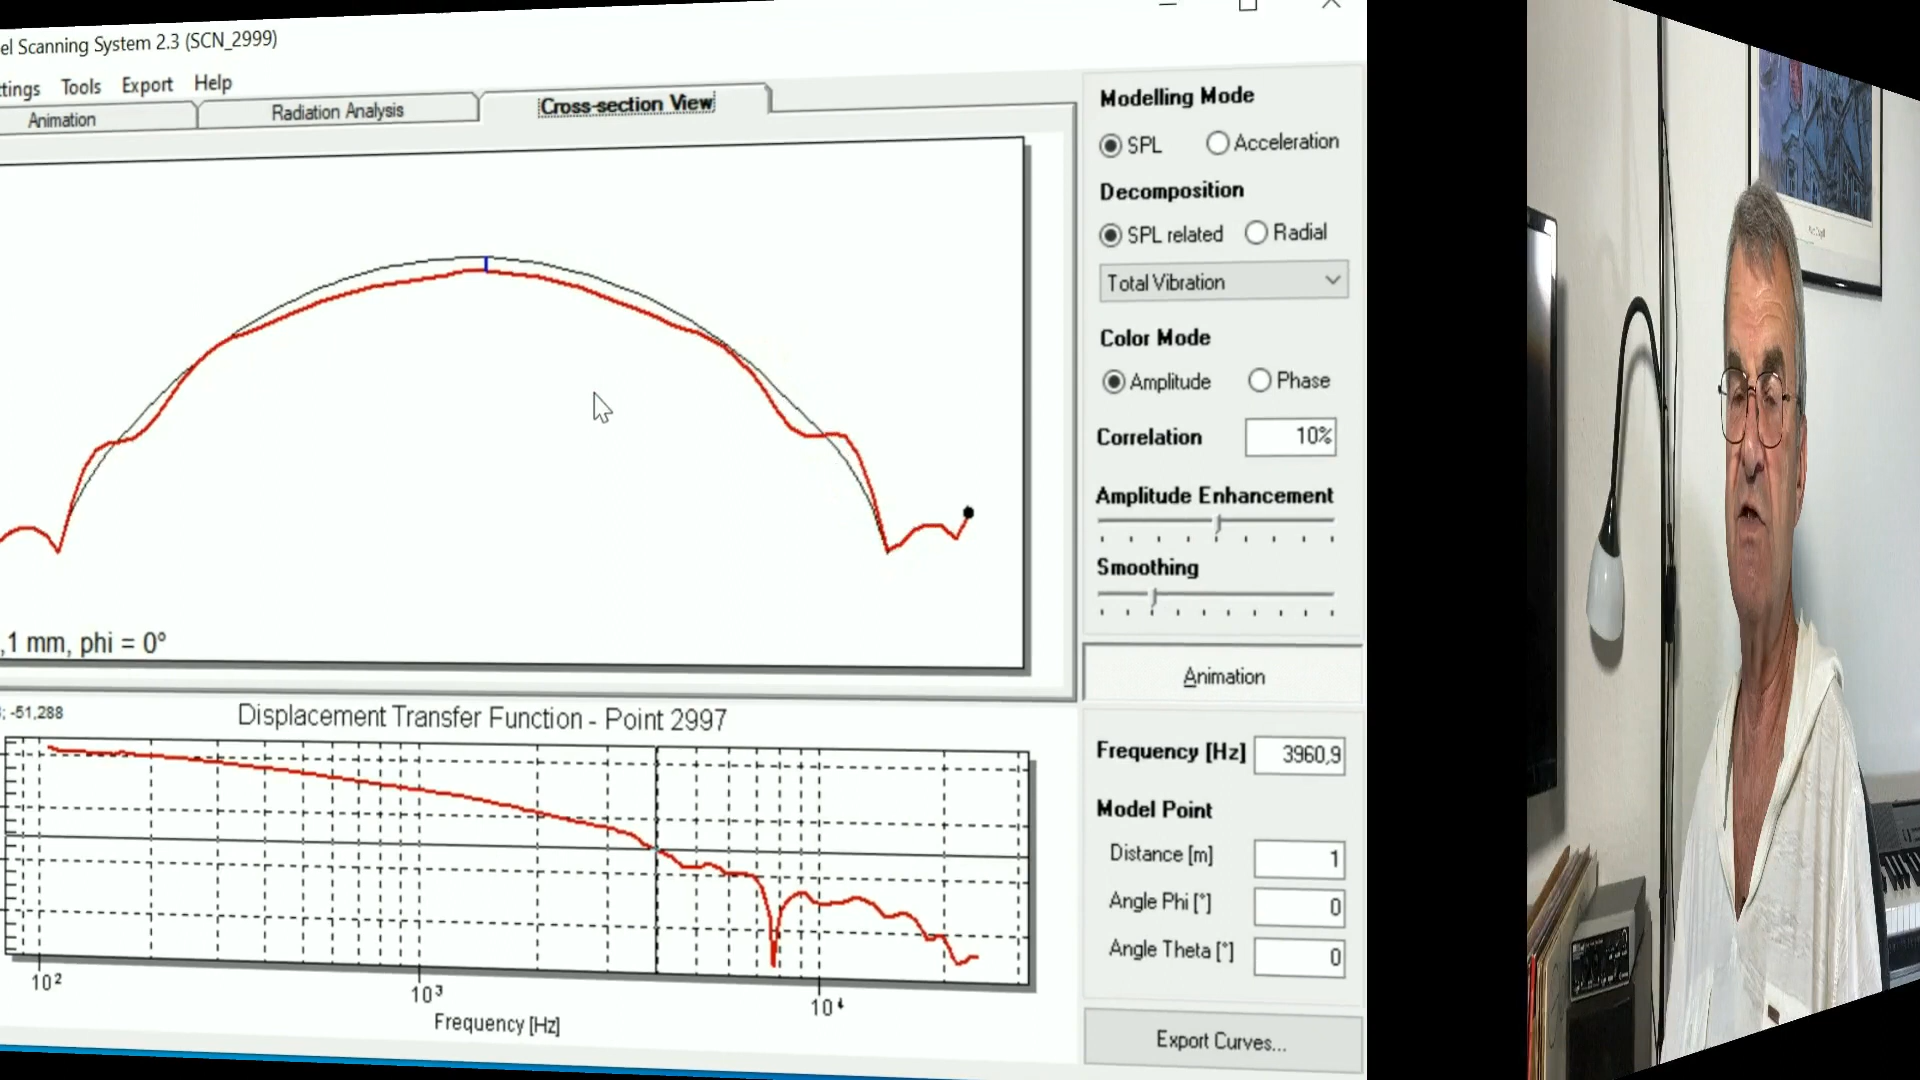 el Scanning System 2.3 (SCN_2999)
ttings Tools Export Help
Animation Radiation Analysis Cross-section View
,1 mm, phi = 0°
; -51,288
Displacement Transfer Function - Point 2997
10² 10³ 10⁴
Frequency [Hz]
Modelling Mode
SPL Acceleration
Decomposition
SPL related Radial
Total Vibration
Color Mode
Amplitude Phase
Correlation 10%
Amplitude Enhancement
Smoothing
Animation
Frequency [Hz] 3960,9
Model Point
Distance [m] 1
Angle Phi [°] 0
Angle Theta [°] 0
Export Curves...